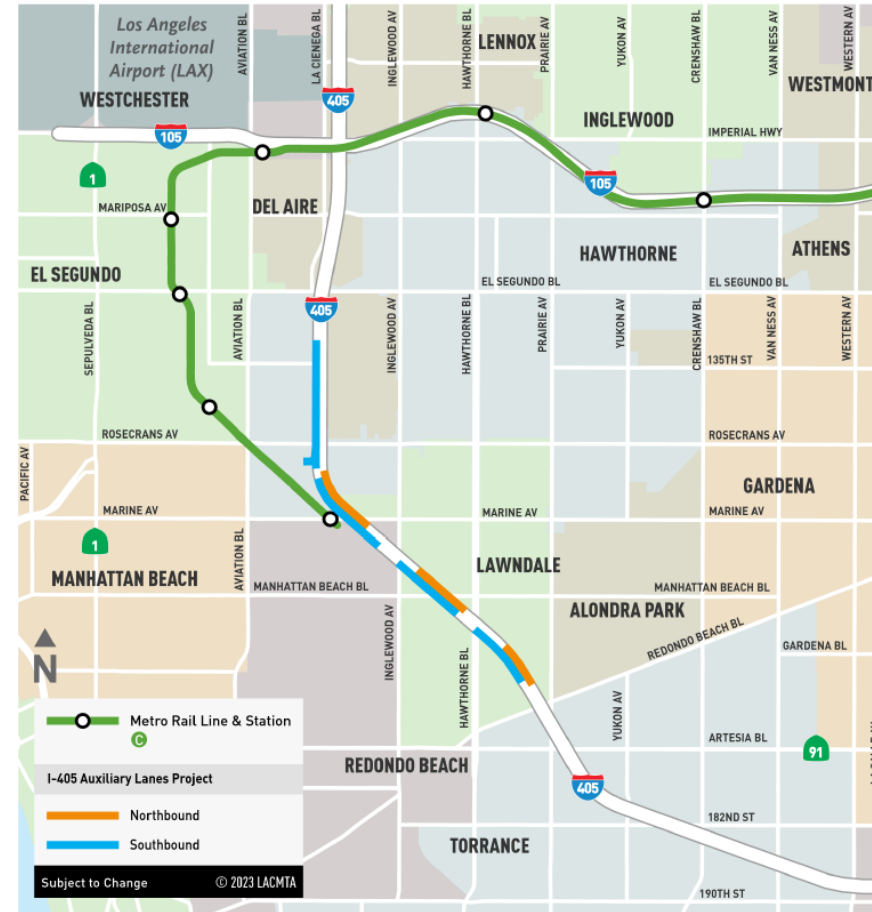 Los Angeles
International
Airport (LAX)
AVIATION BL
LA CIENEGA BL
INGLEWOOD AV
HAWTHORNE BL
LENNOX
PRAIRIE AV
YUKON AV
CRENSHAW BL
VAN NESS AV
WESTERN AV
WESTCHESTER
405
WESTMONT
105
INGLEWOOD
IMPERIAL HWY
1
105
MARIPOSA AV
DEL AIRE
HAWTHORNE
ATHENS
EL SEGUNDO
EL SEGUNDO BL
EL SEGUNDO BL
405
SEPULVEDA BL
AVIATION BL
INGLEWOOD AV
HAWTHORNE BL
PRAIRIE AV
YUKON AV
CRENSHAW BL
VAN NESS AV
WESTERN AV
135TH ST
ROSECRANS AV
ROSECRANS AV
PACIFIC AV
GARDENA
MARINE AV
MARINE AV
MARINE AV
1
AVIATION BL
LAWNDALE
MANHATTAN BEACH
MANHATTAN BEACH BL
MANHATTAN BEACH BL
ALONDRA PARK
REDONDO BEACH BL
INGLEWOOD AV
GARDENA BL
N
HAWTHORNE BL
YUKON AV
Metro Rail Line & Station
C
ARTESIA BL
91
REDONDO BEACH
I-405 Auxiliary Lanes Project
405
Northbound
182ND ST
Southbound
TORRANCE
Subject to Change
© 2023 LACMTA
190TH ST